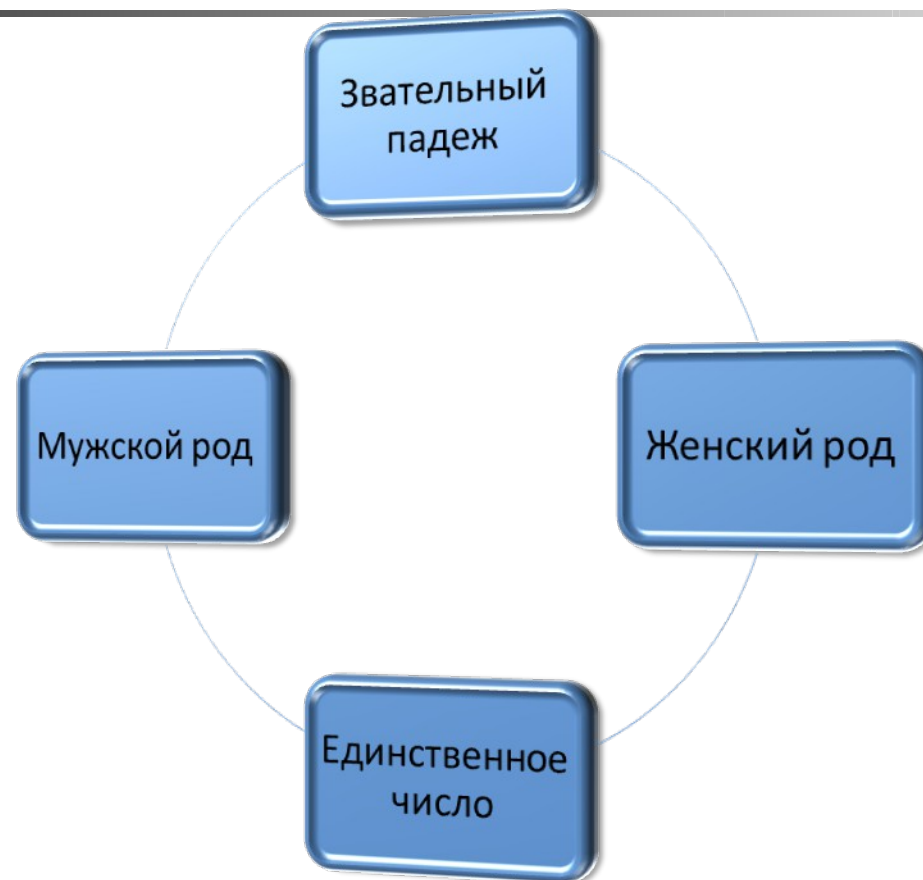 Звательный
падеж
Мужской род
Женский род
Единственное
число